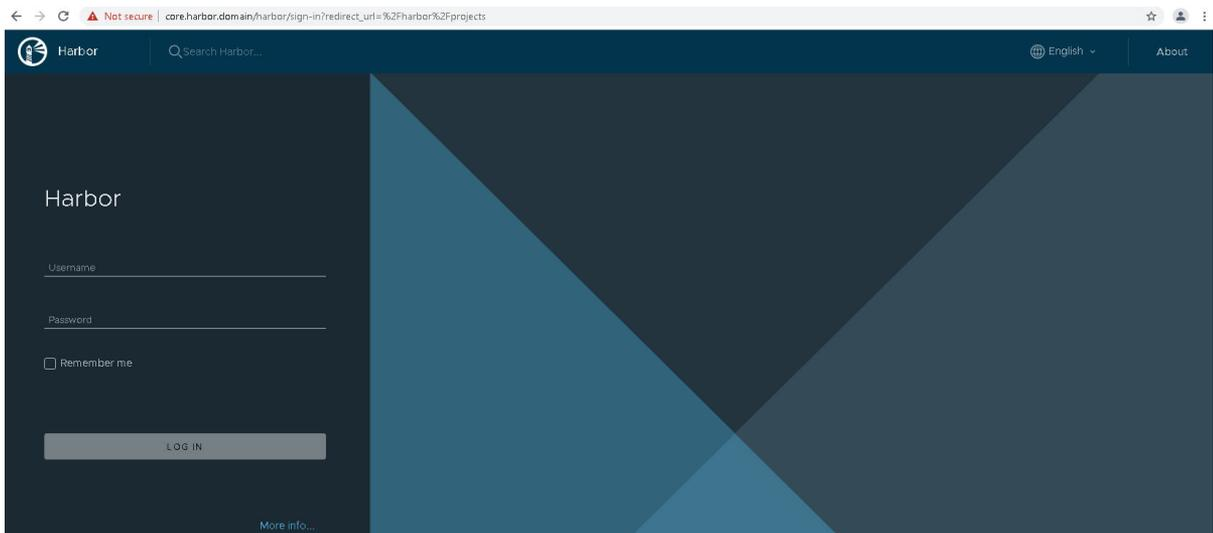 Not secure | core.harbor.domain/harbor/sign-in?redirect_url=%2Fharbor%2Fprojects
Harbor Search Harbor... English About
Harbor
Username
Password
Remember me
LOG IN
More info...